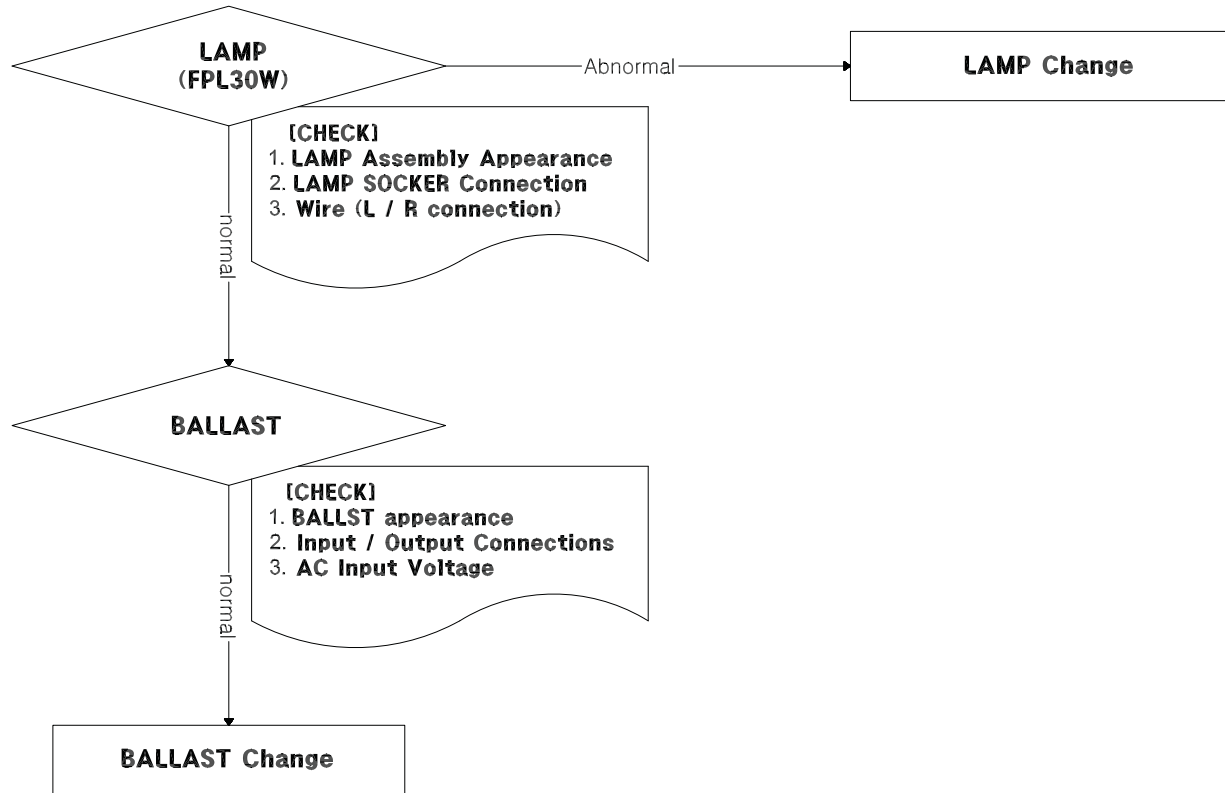 LAMP
(FPL30W)
Abnormal
LAMP Change
[CHECK]
1. LAMP Assembly Appearance
2. LAMP SOCKER Connection
3. Wire (L / R connection)
normal
BALLAST
[CHECK]
1. BALLST appearance
2. Input / Output Connections
3. AC Input Voltage
normal
BALLAST Change